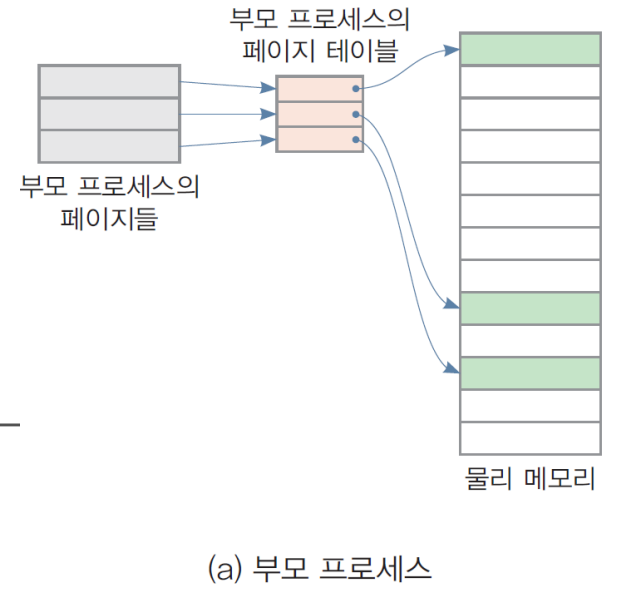 부모 프로세스의
페이지 테이블
부모 프로세스의
페이지들
물리 메모리
(a) 부모 프로세스